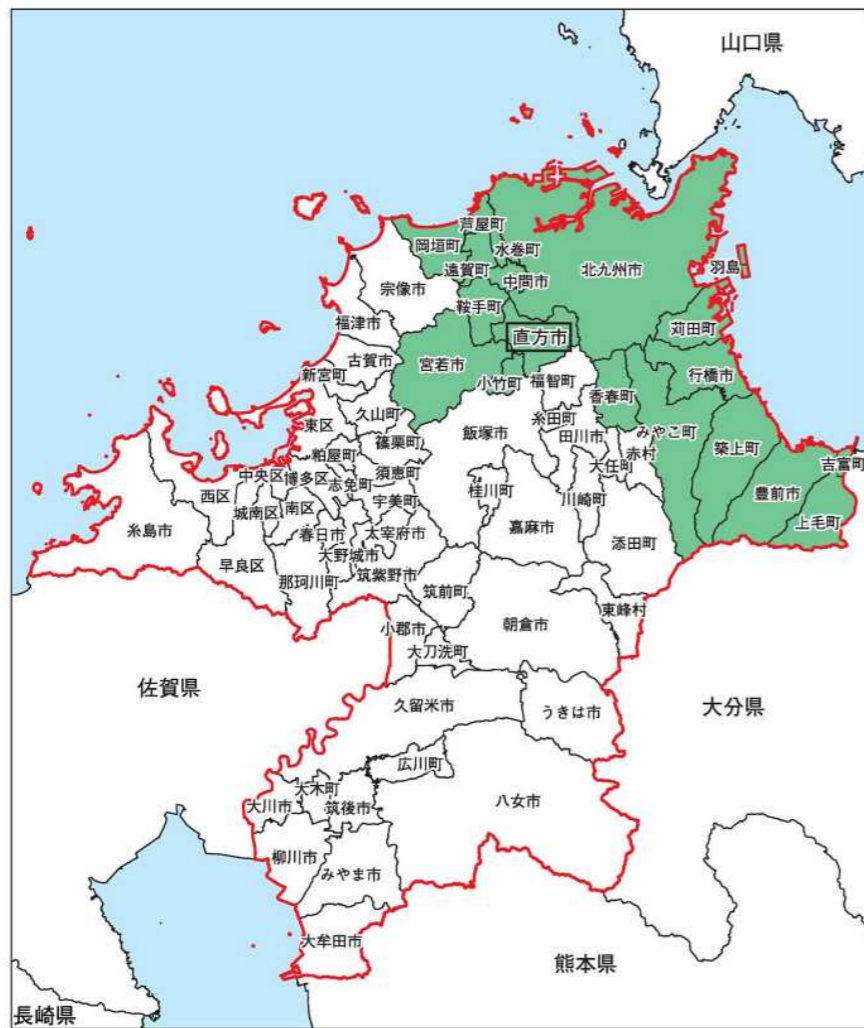 山口県
芦屋町
岡垣町
水巻町
遠賀町
中間市
北九州市
羽島
宗像市
鞍手町
福津市
直方市
苅田町
古賀市
宮若市
行橋市
新宮町
小竹町
福智町
香春町
久山町
糸田町
みやこ町
東区
篠栗町
飯塚市
田川市
赤村
築上町
粕屋町
吉富町
中央区
博多区
志免町
須恵町
大任町
西区
桂川町
川崎町
豊前市
城南区
南区
宇美町
上毛町
糸島市
春日市
太宰府市
嘉麻市
添田町
早良区
大野城市
那珂川町
筑紫野市
筑前町
東峰村
小郡市
朝倉市
大刀洗町
佐賀県
大分県
久留米市
うきは市
広川町
大木町
八女市
大川市
筑後市
柳川市
みやま市
大牟田市
熊本県
長崎県